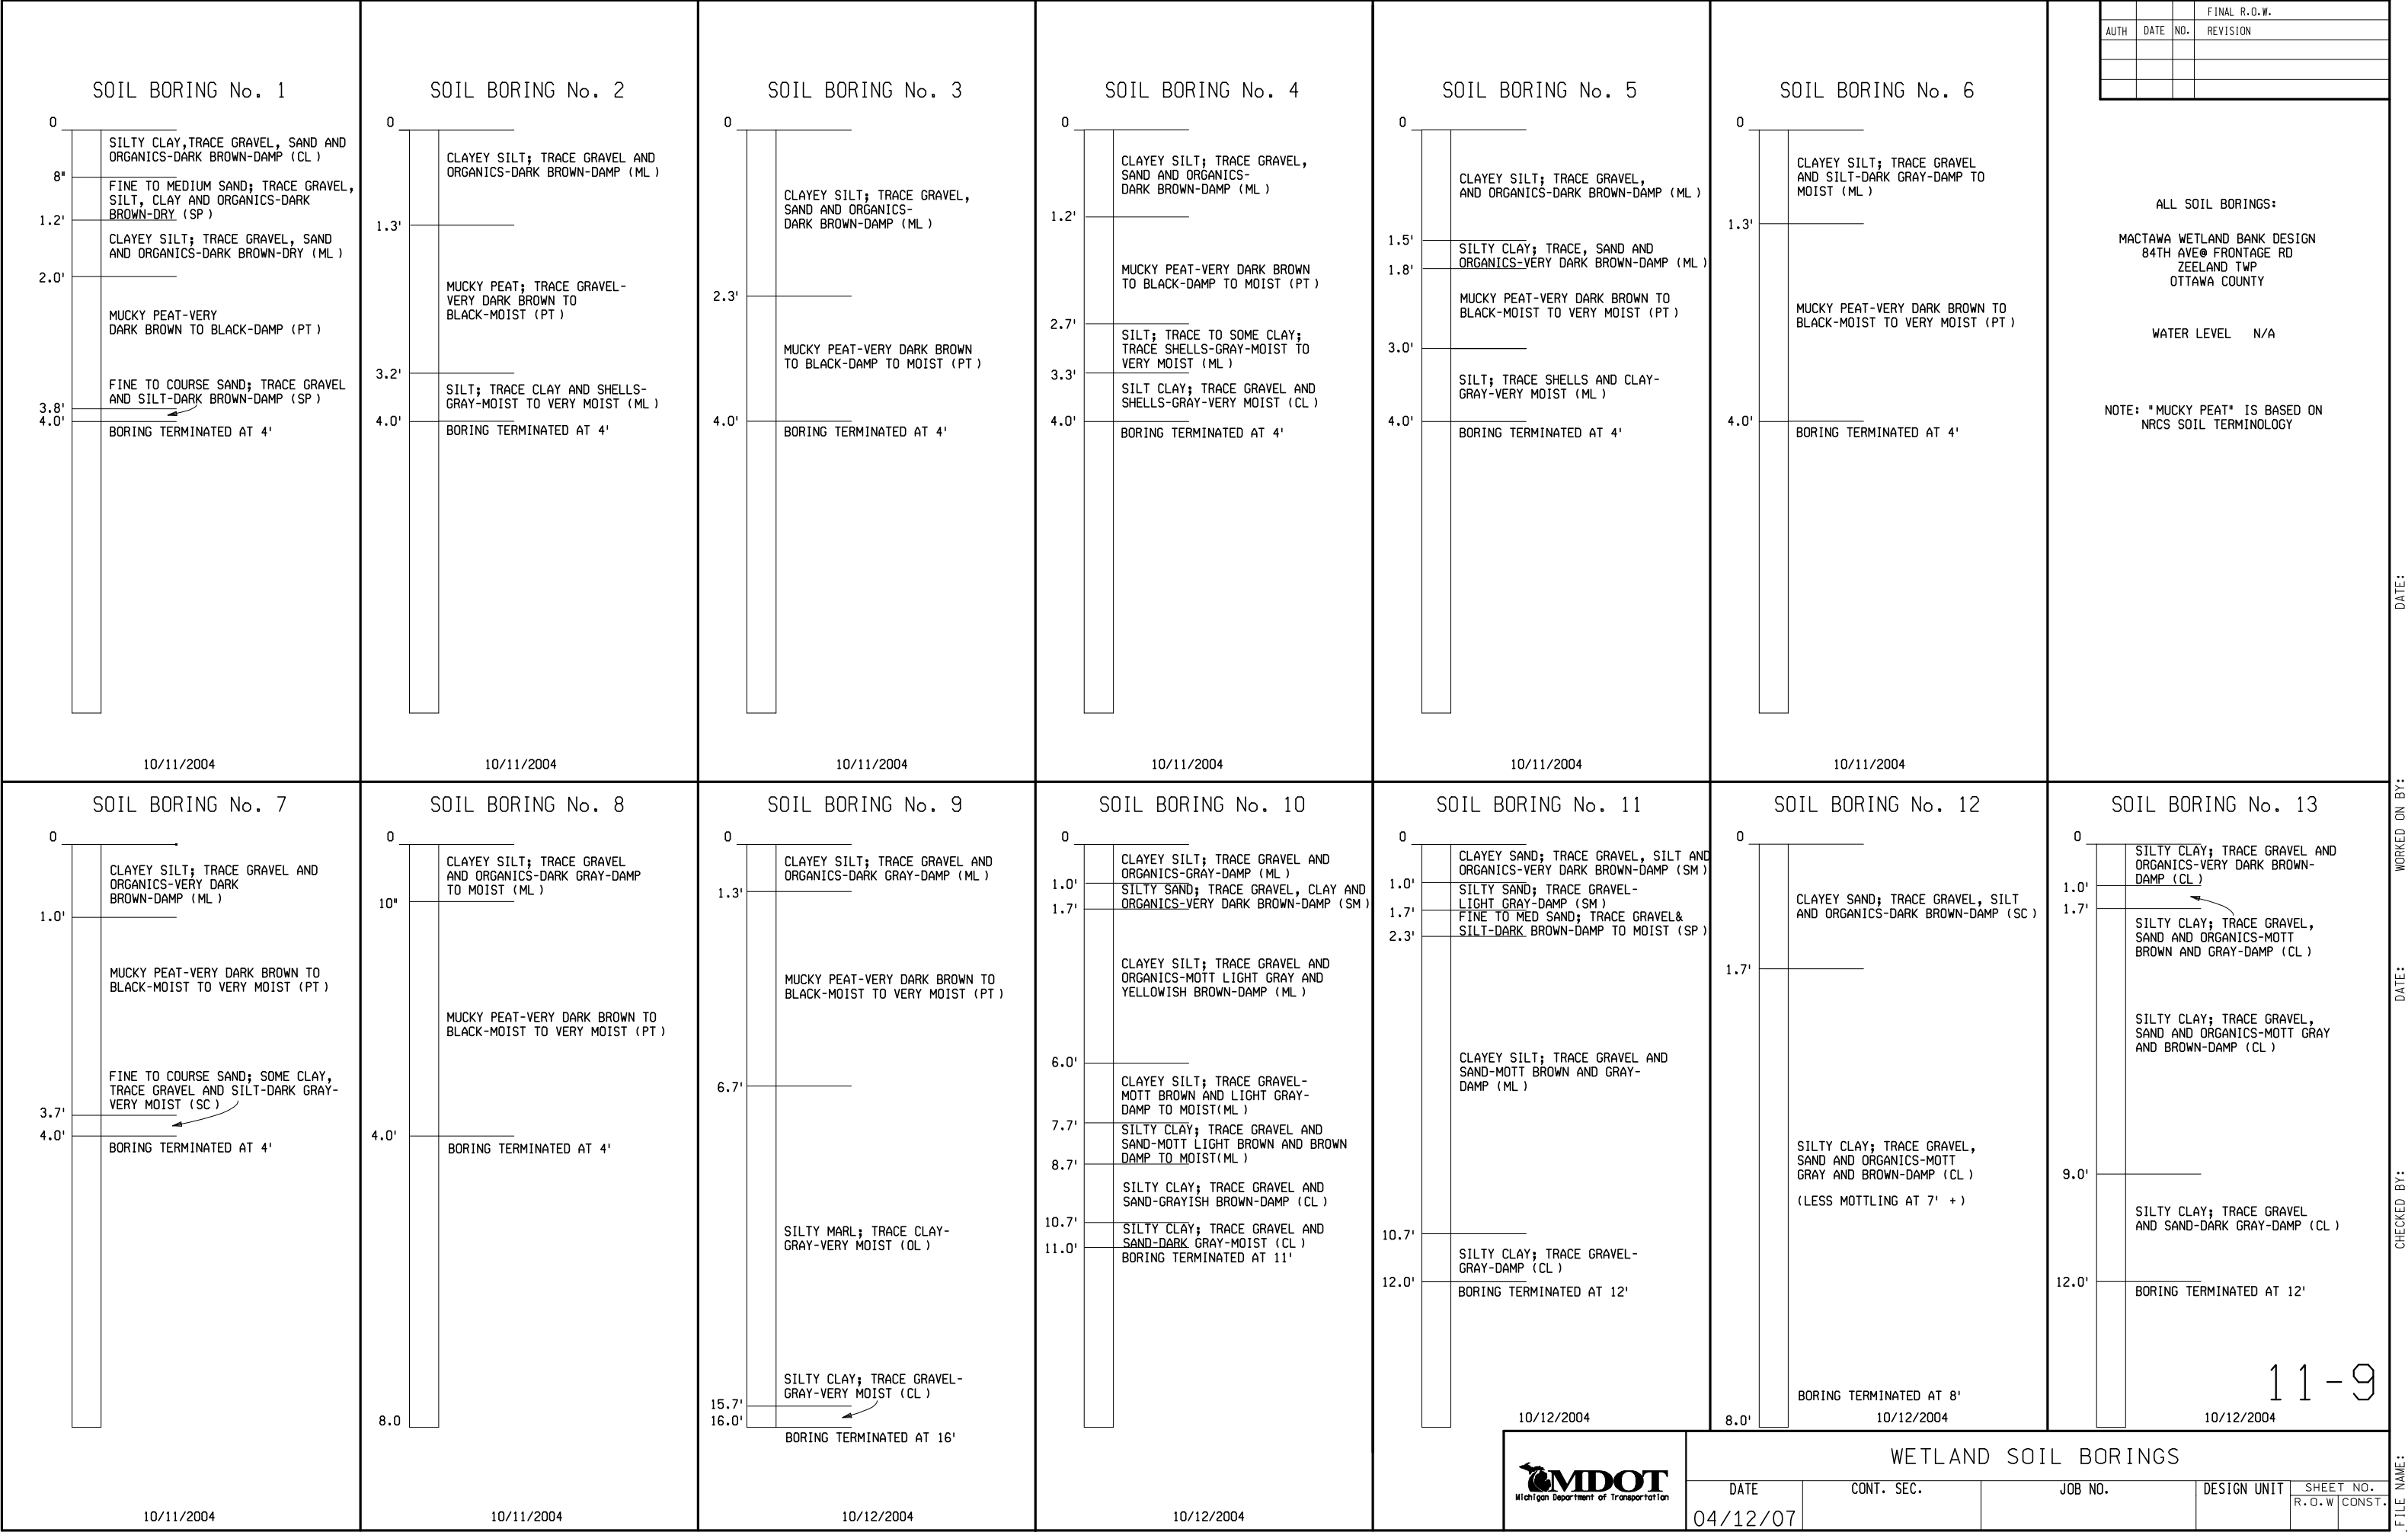 FINAL R.O.W.
AUTH DATE NO. REVISION
SOIL BORING No. 1
0
SILTY CLAY,TRACE GRAVEL, SAND AND
ORGANICS-DARK BROWN-DAMP (CL )
8"
FINE TO MEDIUM SAND; TRACE GRAVEL,
SILT, CLAY AND ORGANICS-DARK
BROWN-DRY (SP )
1.2'
CLAYEY SILT; TRACE GRAVEL, SAND
AND ORGANICS-DARK BROWN-DRY (ML )
2.0'
MUCKY PEAT-VERY
DARK BROWN TO BLACK-DAMP (PT )
FINE TO COURSE SAND; TRACE GRAVEL
AND SILT-DARK BROWN-DAMP (SP )
3.8'
4.0'
BORING TERMINATED AT 4'
10/11/2004
SOIL BORING No. 2
0
CLAYEY SILT; TRACE GRAVEL AND
ORGANICS-DARK BROWN-DAMP (ML )
1.3'
MUCKY PEAT; TRACE GRAVEL-
VERY DARK BROWN TO
BLACK-MOIST (PT )
3.2'
SILT; TRACE CLAY AND SHELLS-
GRAY-MOIST TO VERY MOIST (ML )
4.0'
BORING TERMINATED AT 4'
10/11/2004
SOIL BORING No. 3
0
CLAYEY SILT; TRACE GRAVEL,
SAND AND ORGANICS-
DARK BROWN-DAMP (ML )
2.3'
MUCKY PEAT-VERY DARK BROWN
TO BLACK-DAMP TO MOIST (PT )
4.0'
BORING TERMINATED AT 4'
10/11/2004
SOIL BORING No. 4
0
CLAYEY SILT; TRACE GRAVEL,
SAND AND ORGANICS-
DARK BROWN-DAMP (ML )
1.2'
MUCKY PEAT-VERY DARK BROWN
TO BLACK-DAMP TO MOIST (PT )
2.7'
SILT; TRACE TO SOME CLAY;
TRACE SHELLS-GRAY-MOIST TO
VERY MOIST (ML )
3.3'
SILT CLAY; TRACE GRAVEL AND
SHELLS-GRAY-VERY MOIST (CL )
4.0'
BORING TERMINATED AT 4'
10/11/2004
SOIL BORING No. 5
0
CLAYEY SILT; TRACE GRAVEL,
AND ORGANICS-DARK BROWN-DAMP (ML )
1.5'
SILTY CLAY; TRACE, SAND AND
ORGANICS-VERY DARK BROWN-DAMP (ML )
1.8'
MUCKY PEAT-VERY DARK BROWN TO
BLACK-MOIST TO VERY MOIST (PT )
3.0'
SILT; TRACE SHELLS AND CLAY-
GRAY-VERY MOIST (ML )
4.0'
BORING TERMINATED AT 4'
10/11/2004
SOIL BORING No. 6
0
CLAYEY SILT; TRACE GRAVEL
AND SILT-DARK GRAY-DAMP TO
MOIST (ML )
1.3'
MUCKY PEAT-VERY DARK BROWN TO
BLACK-MOIST TO VERY MOIST (PT )
4.0'
BORING TERMINATED AT 4'
10/11/2004
ALL SOIL BORINGS:
MACTAWA WETLAND BANK DESIGN
84TH AVE@ FRONTAGE RD
ZEELAND TWP
OTTAWA COUNTY
WATER LEVEL N/A
NOTE: "MUCKY PEAT" IS BASED ON
NRCS SOIL TERMINOLOGY
SOIL BORING No. 7
0
CLAYEY SILT; TRACE GRAVEL AND
ORGANICS-VERY DARK
BROWN-DAMP (ML )
1.0'
MUCKY PEAT-VERY DARK BROWN TO
BLACK-MOIST TO VERY MOIST (PT )
FINE TO COURSE SAND; SOME CLAY,
TRACE GRAVEL AND SILT-DARK GRAY-
VERY MOIST (SC )
3.7'
4.0'
BORING TERMINATED AT 4'
10/11/2004
SOIL BORING No. 8
0
CLAYEY SILT; TRACE GRAVEL
AND ORGANICS-DARK GRAY-DAMP
TO MOIST (ML )
10"
MUCKY PEAT-VERY DARK BROWN TO
BLACK-MOIST TO VERY MOIST (PT )
4.0'
BORING TERMINATED AT 4'
8.0
10/11/2004
SOIL BORING No. 9
0
CLAYEY SILT; TRACE GRAVEL AND
ORGANICS-DARK GRAY-DAMP (ML )
1.3'
MUCKY PEAT-VERY DARK BROWN TO
BLACK-MOIST TO VERY MOIST (PT )
6.7'
SILTY MARL; TRACE CLAY-
GRAY-VERY MOIST (OL )
SILTY CLAY; TRACE GRAVEL-
GRAY-VERY MOIST (CL )
15.7'
16.0'
BORING TERMINATED AT 16'
10/12/2004
SOIL BORING No. 10
0
CLAYEY SILT; TRACE GRAVEL AND
ORGANICS-GRAY-DAMP (ML )
1.0'
SILTY SAND; TRACE GRAVEL, CLAY AND
ORGANICS-VERY DARK BROWN-DAMP (SM )
1.7'
CLAYEY SILT; TRACE GRAVEL AND
ORGANICS-MOTT LIGHT GRAY AND
YELLOWISH BROWN-DAMP (ML )
6.0'
CLAYEY SILT; TRACE GRAVEL-
MOTT BROWN AND LIGHT GRAY-
DAMP TO MOIST(ML )
7.7'
SILTY CLAY; TRACE GRAVEL AND
SAND-MOTT LIGHT BROWN AND BROWN
DAMP TO MOIST(ML )
8.7'
SILTY CLAY; TRACE GRAVEL AND
SAND-GRAYISH BROWN-DAMP (CL )
10.7'
SILTY CLAY; TRACE GRAVEL AND
SAND-DARK GRAY-MOIST (CL )
11.0'
BORING TERMINATED AT 11'
10/12/2004
SOIL BORING No. 11
0
CLAYEY SAND; TRACE GRAVEL, SILT AND
ORGANICS-VERY DARK BROWN-DAMP (SM )
1.0'
SILTY SAND; TRACE GRAVEL-
LIGHT GRAY-DAMP (SM )
1.7'
FINE TO MED SAND; TRACE GRAVEL&
SILT-DARK BROWN-DAMP TO MOIST (SP )
2.3'
CLAYEY SILT; TRACE GRAVEL AND
SAND-MOTT BROWN AND GRAY-
DAMP (ML )
10.7'
SILTY CLAY; TRACE GRAVEL-
GRAY-DAMP (CL )
12.0'
BORING TERMINATED AT 12'
10/12/2004
SOIL BORING No. 12
0
CLAYEY SAND; TRACE GRAVEL, SILT
AND ORGANICS-DARK BROWN-DAMP (SC )
1.7'
SILTY CLAY; TRACE GRAVEL,
SAND AND ORGANICS-MOTT
GRAY AND BROWN-DAMP (CL )
(LESS MOTTLING AT 7' +)
BORING TERMINATED AT 8'
8.0'
10/12/2004
SOIL BORING No. 13
0
SILTY CLAY; TRACE GRAVEL AND
ORGANICS-VERY DARK BROWN-
DAMP (CL )
1.0'
1.7'
SILTY CLAY; TRACE GRAVEL,
SAND AND ORGANICS-MOTT
BROWN AND GRAY-DAMP (CL )
SILTY CLAY; TRACE GRAVEL,
SAND AND ORGANICS-MOTT GRAY
AND BROWN-DAMP (CL )
9.0'
SILTY CLAY; TRACE GRAVEL
AND SAND-DARK GRAY-DAMP (CL )
12.0'
BORING TERMINATED AT 12'
11-9
10/12/2004
MDOT
Michigan Department of Transportation
WETLAND SOIL BORINGS
DATE CONT. SEC. JOB NO. DESIGN UNIT SHEET NO.
R.O.W CONST.
04/12/07
DATE:
WORKED ON BY:
DATE:
CHECKED BY:
FILE NAME: